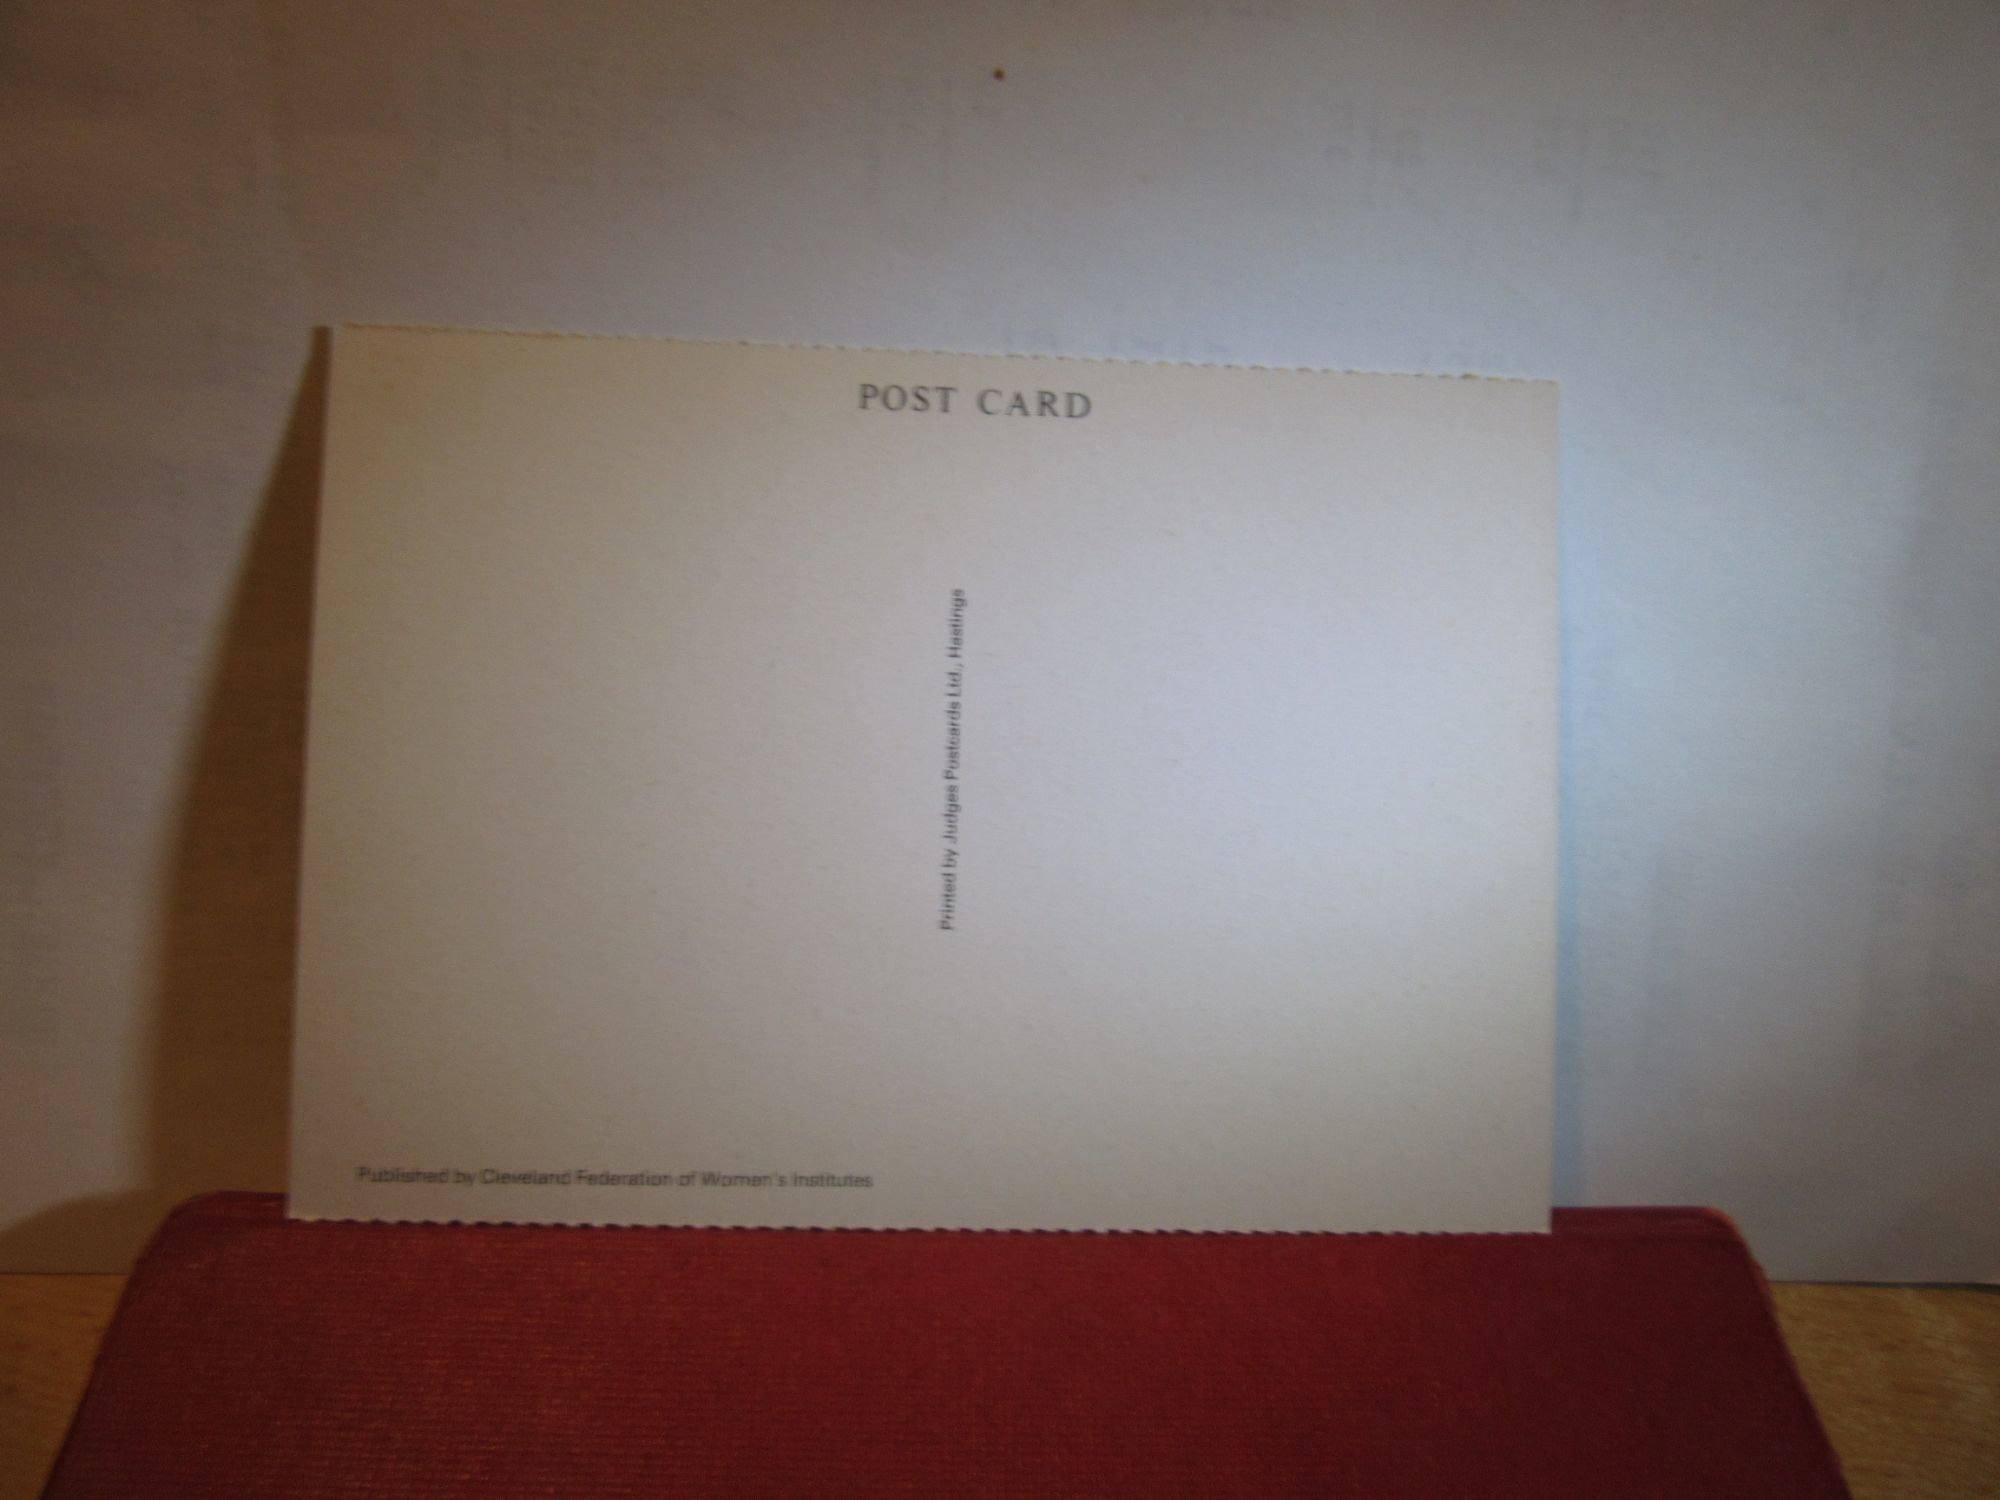 POST CARD
Printed by Judges Postcards Ltd., Hastings
Published by Cleveland Federation of Women's Institutes